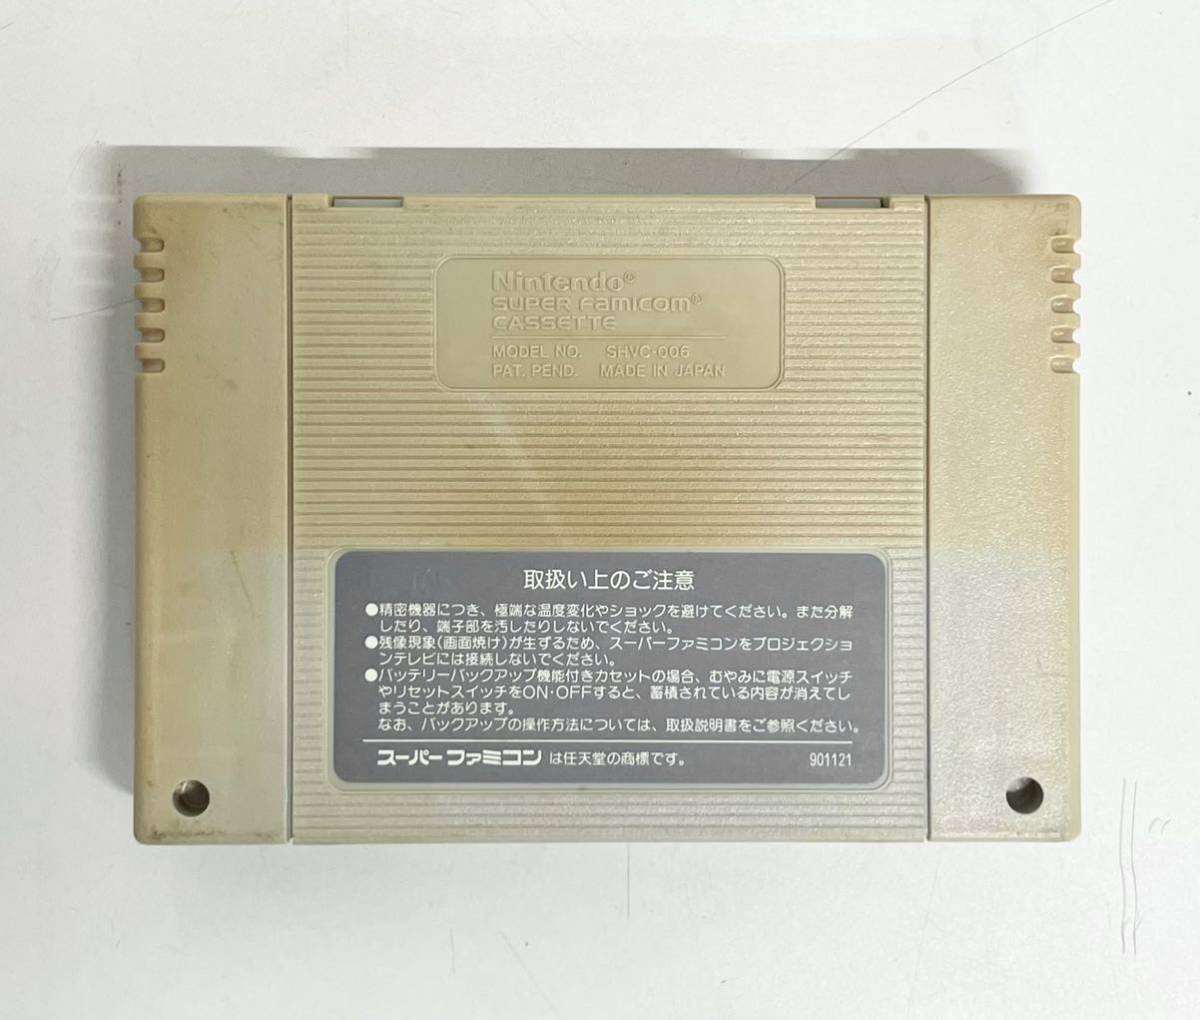 Nintendo®
SUPER FAMICOM®
CASSETTE
MODEL NO. SHVC-006
PAT. PEND. MADE IN JAPAN
取扱い上のご注意
●精密機器につき、極端な温度変化やショックを避けてください。また分解
したり、端子部を汚したりしないでください。
●残像現象(画面焼け)が生ずるため、スーパーファミコンをプロジェクショ
ンテレビには接続しないでください。
●バッテリーバックアップ機能付きカセットの場合、むやみに電源スイッチ
やリセットスイッチをON・OFFすると、蓄積されている内容が消えてし
まうことがあります。
なお、バックアップの操作方法については、取扱説明書をご参照ください。
スーパーファミコン は任天堂の商標です。 901121